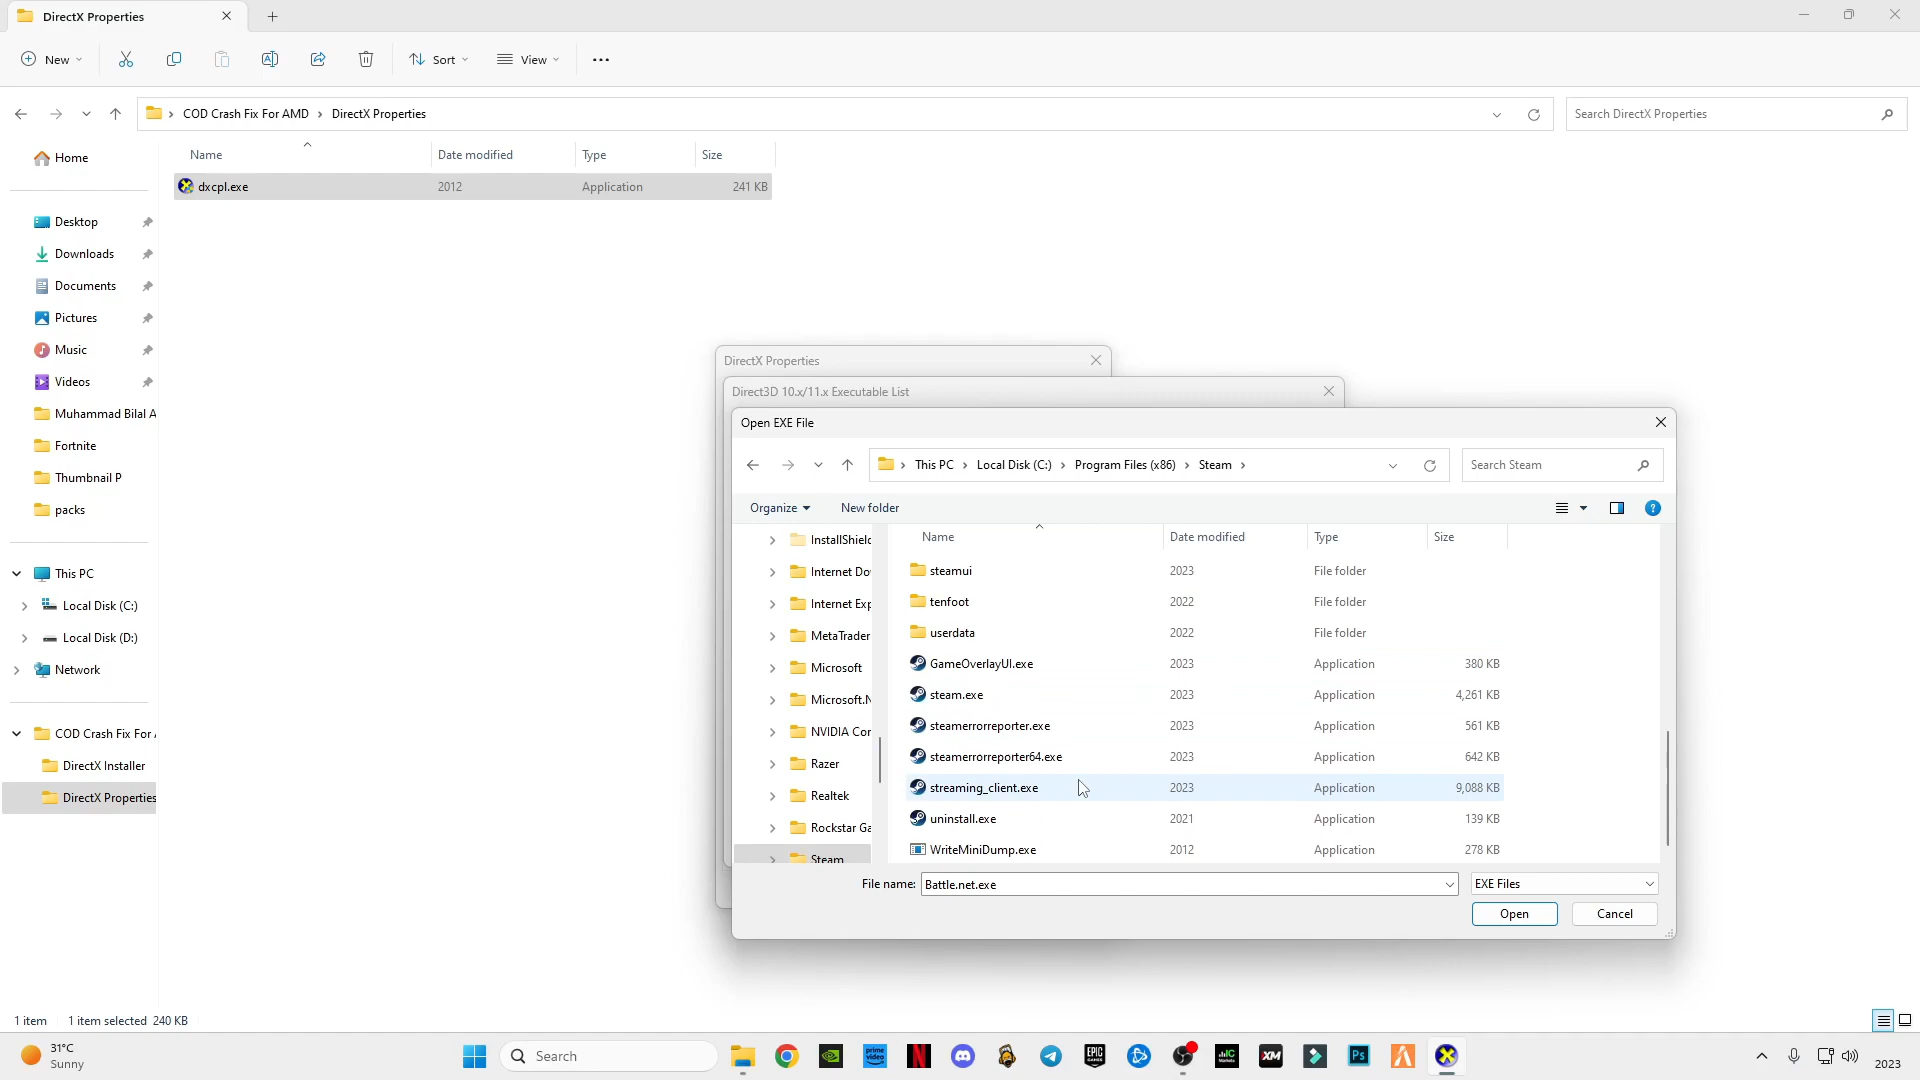 DirectX Properties
New
Sort
View
COD Crash Fix For AMD
DirectX Properties
Search DirectX Properties
Name
Date modified
Type
Size
dxcpl.exe
2012
Application
241 KB
Home
Desktop
Downloads
Documents
Pictures
Music
Videos
Muhammad Bilal A
Fortnite
Thumbnail P
packs
This PC
Local Disk (C:)
Local Disk (D:)
Network
COD Crash Fix For
DirectX Installer
DirectX Properties
DirectX Properties
Direct3D 10.x/11.x Executable List
Open EXE File
This PC
Local Disk (C:)
Program Files (x86)
Steam
Search Steam
Organize
New folder
InstallShield
Internet Do
Internet Exp
MetaTrader
Microsoft
Microsoft.N
NVIDIA Cor
Razer
Realtek
Rockstar Ga
Steam
Name
Date modified
Type
Size
steamui
2023
File folder
tenfoot
2022
File folder
userdata
2022
File folder
GameOverlayUI.exe
2023
Application
380 KB
steam.exe
2023
Application
4,261 KB
steamerrorreporter.exe
2023
Application
561 KB
steamerrorreporter64.exe
2023
Application
642 KB
streaming_client.exe
2023
Application
9,088 KB
uninstall.exe
2021
Application
139 KB
WriteMiniDump.exe
2012
Application
278 KB
File name:
Battle.net.exe
EXE Files
Open
Cancel
1 item
1 item selected 240 KB
31°C
Sunny
Search
2023